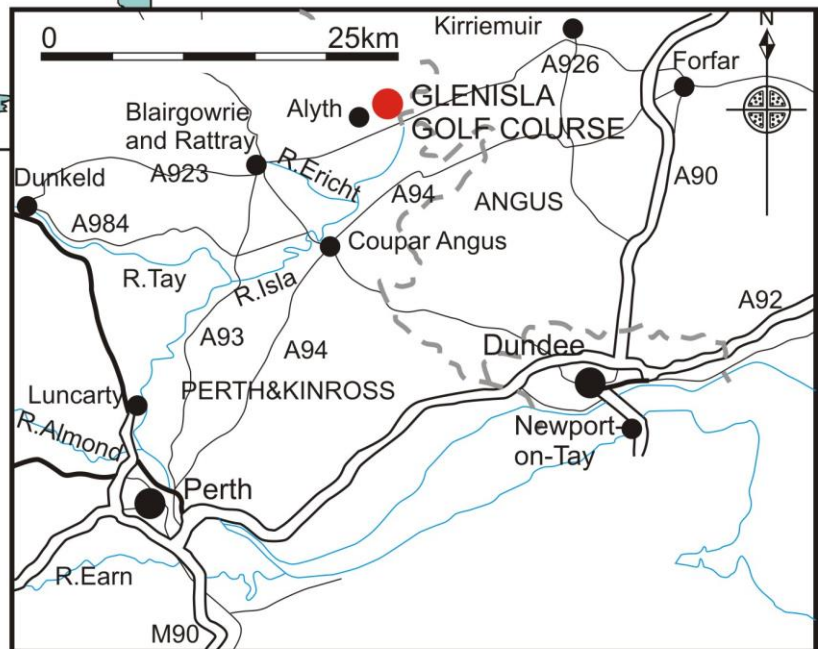 0 25km
Kirriemuir
N
A926
Forfar
Alyth
GLENISLA
GOLF COURSE
Blairgowrie
and Rattray
R.Ericht
A923
Dunkeld
A94
ANGUS
A90
A984
Coupar Angus
R.Tay
R.Isla
A92
A93
A94
Dundee
PERTH&KINROSS
Luncarty
R.Almond
Newport-
on-Tay
Perth
R.Earn
M90